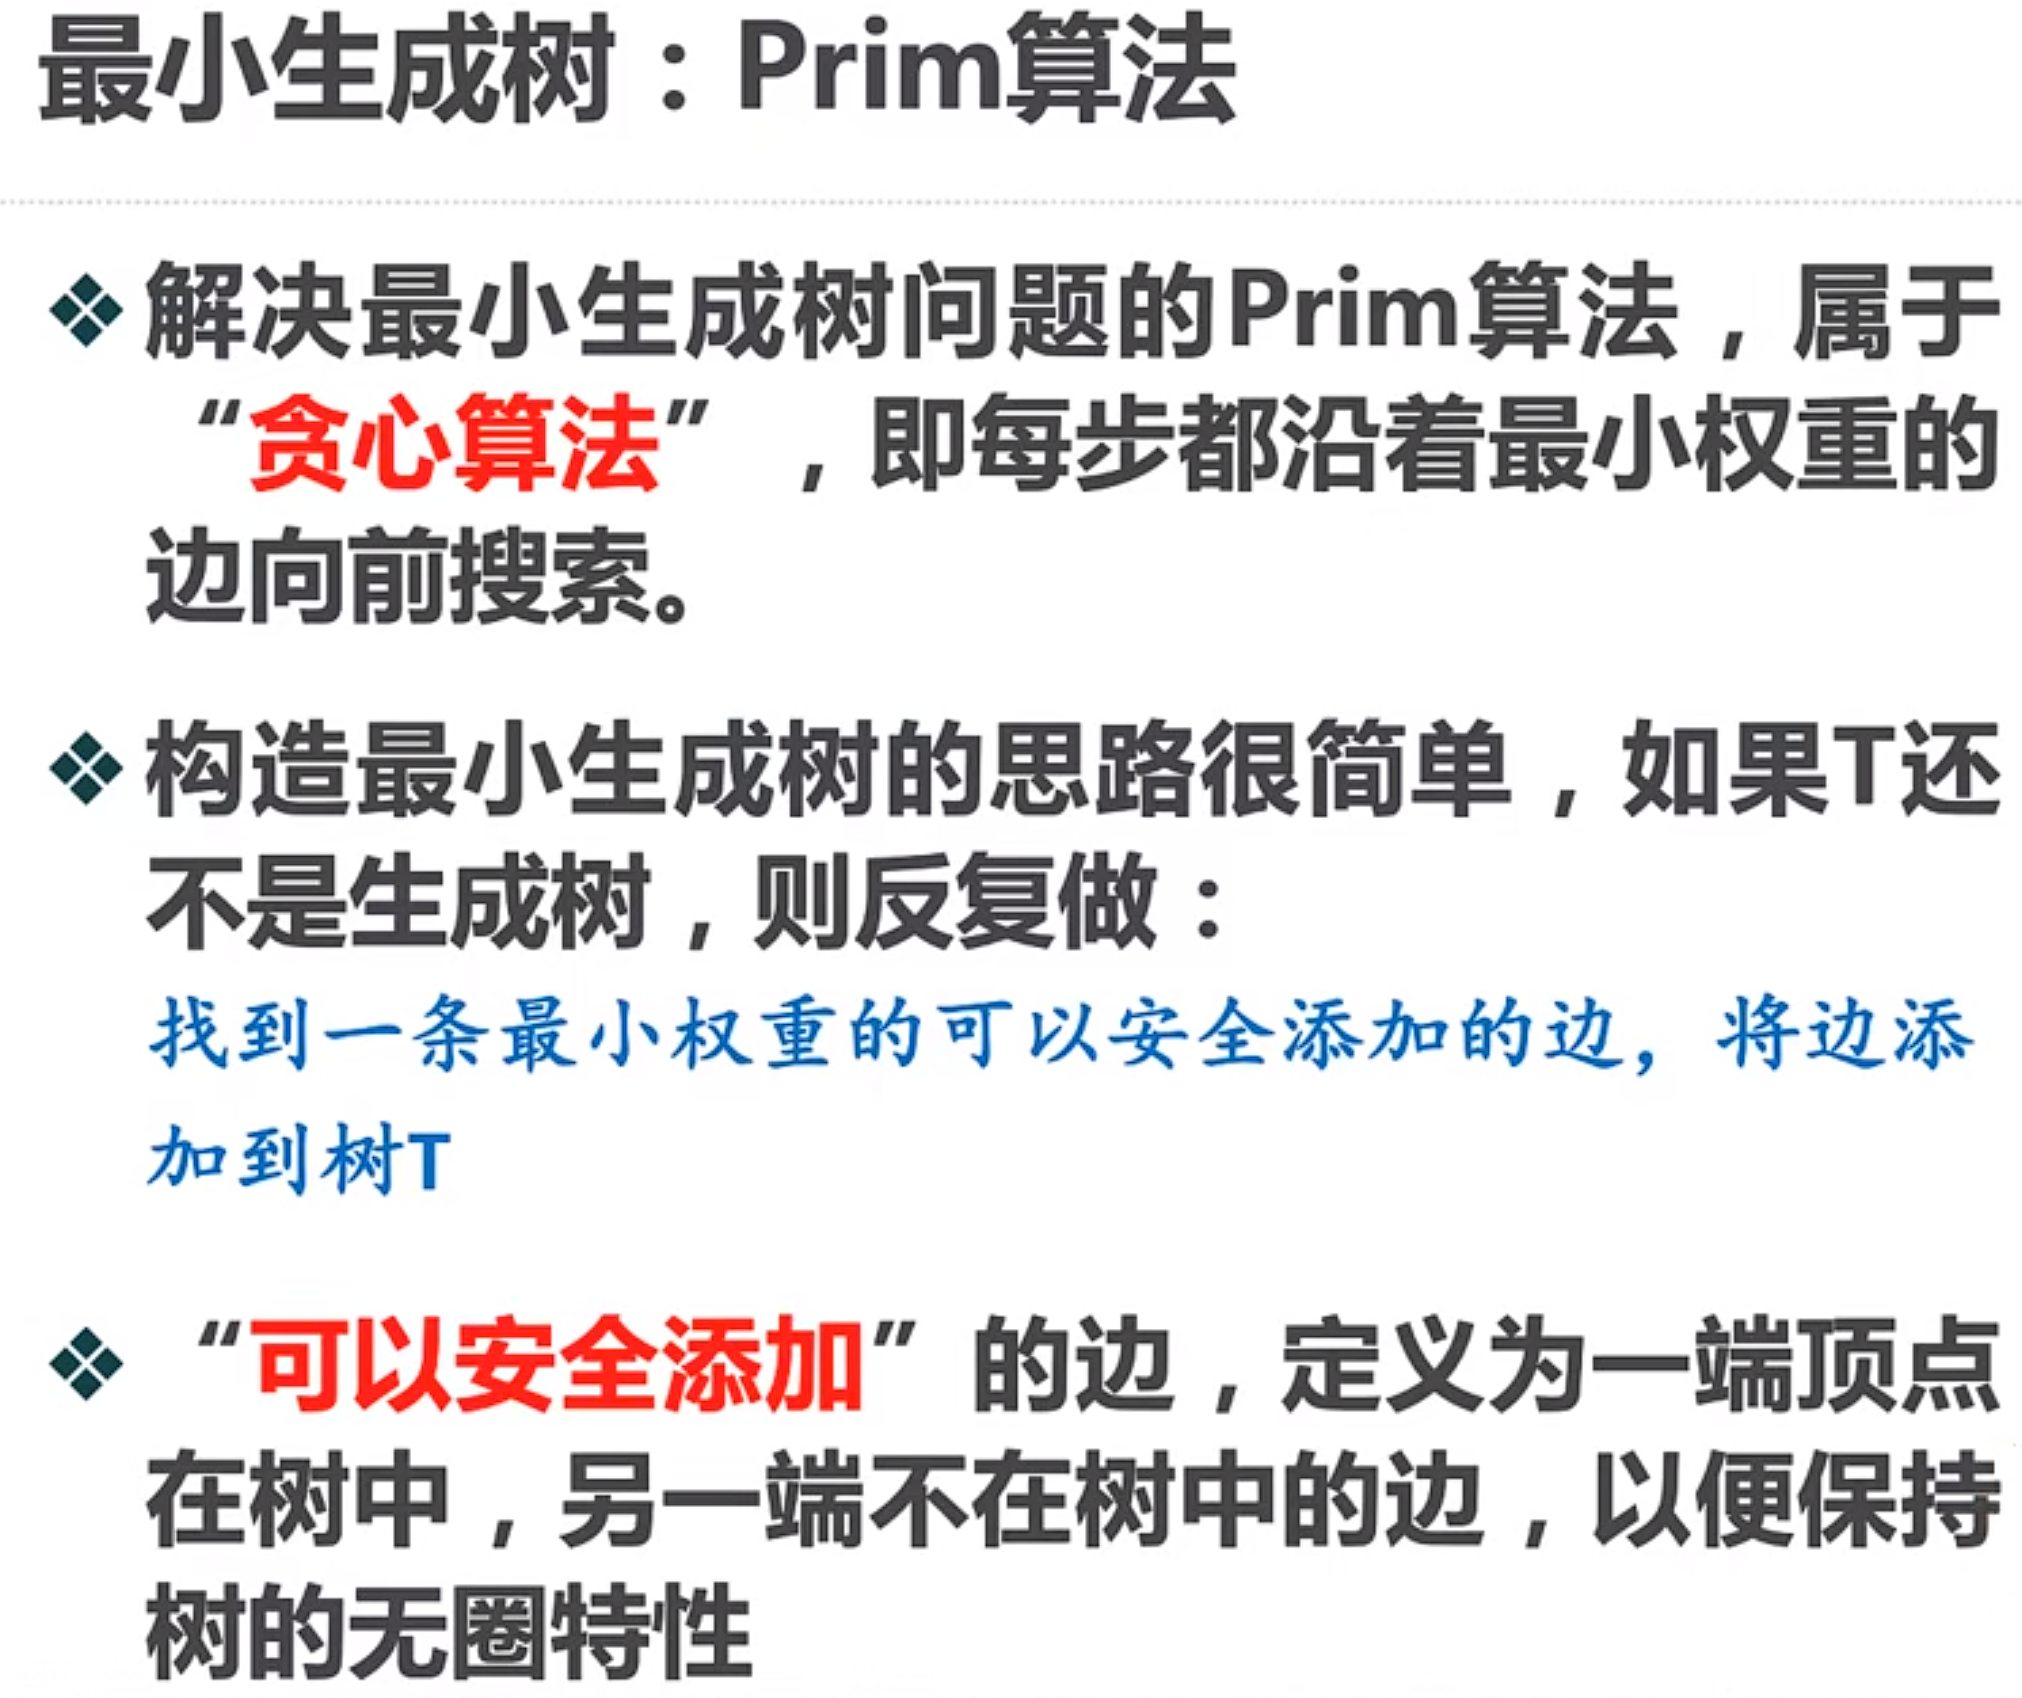 最小生成树：Prim算法
解决最小生成树问题的Prim算法，属于
“贪心算法”，即每步都沿着最小权重的
边向前搜索。
构造最小生成树的思路很简单，如果T还
不是生成树，则反复做：
找到一条最小权重的可以安全添加的边，将边添
加到树T
“可以安全添加”的边，定义为一端顶点
在树中，另一端不在树中的边，以便保持
树的无圈特性